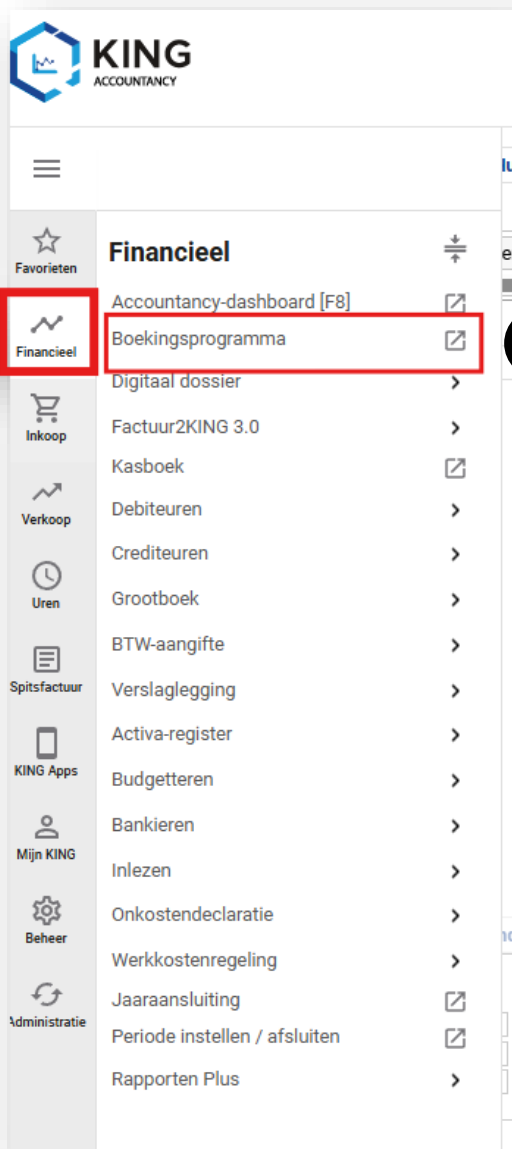 KING
ACCOUNTANCY
Favorieten
Financieel
Inkoop
Verkoop
Uren
Spitsfactuur
KING Apps
Mijn KING
Beheer
Administratie
Financieel
Accountancy-dashboard [F8]
Boekingsprogramma
Digitaal dossier
Factuur2KING 3.0
Kasboek
Debiteuren
Crediteuren
Grootboek
BTW-aangifte
Verslaglegging
Activa-register
Budgetteren
Bankieren
Inlezen
Onkostendeclaratie
Werkkostenregeling
Jaaraansluiting
Periode instellen / afsluiten
Rapporten Plus